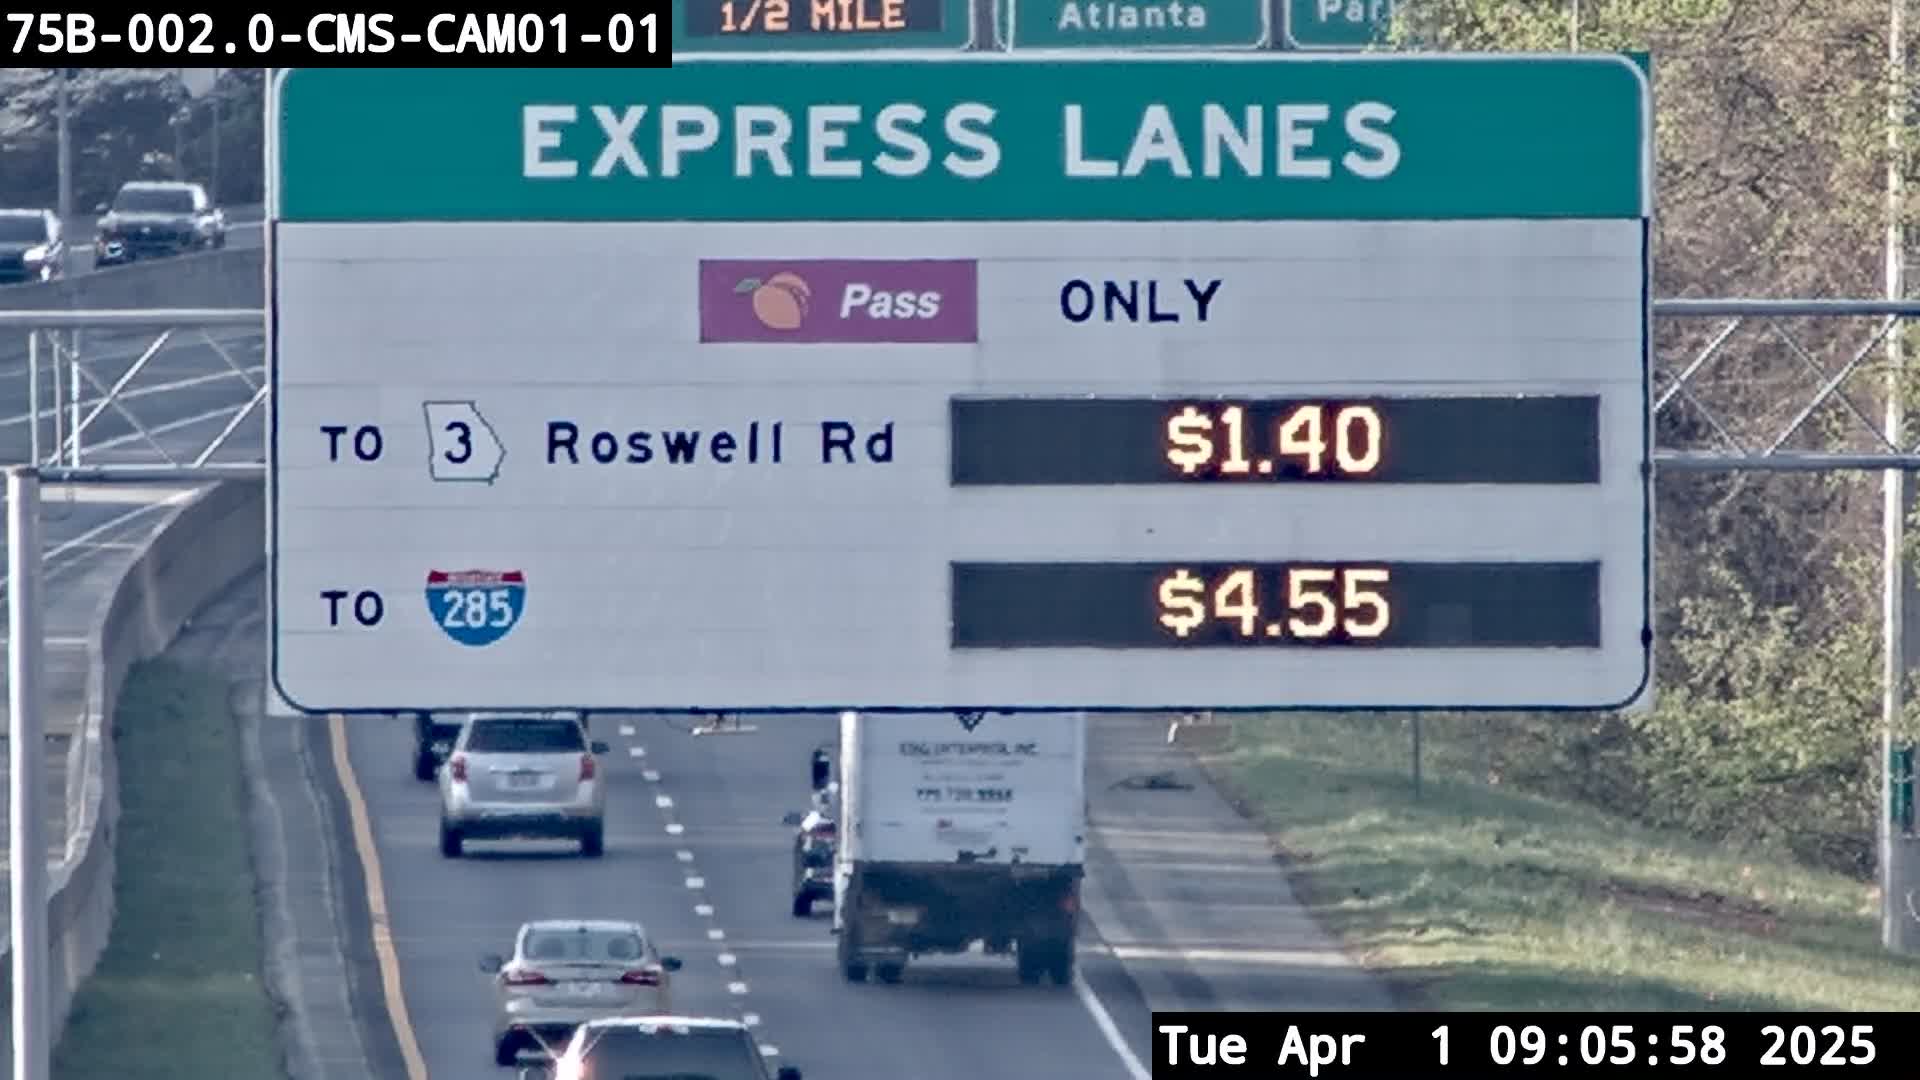 75B-002.0-CMS-CAM01-01
1/2 MILE
Atlanta
EXPRESS LANES
Pass ONLY
TO 3 Roswell Rd $1.40
TO 285 $4.55
Tue Apr 1 09:05:58 2025